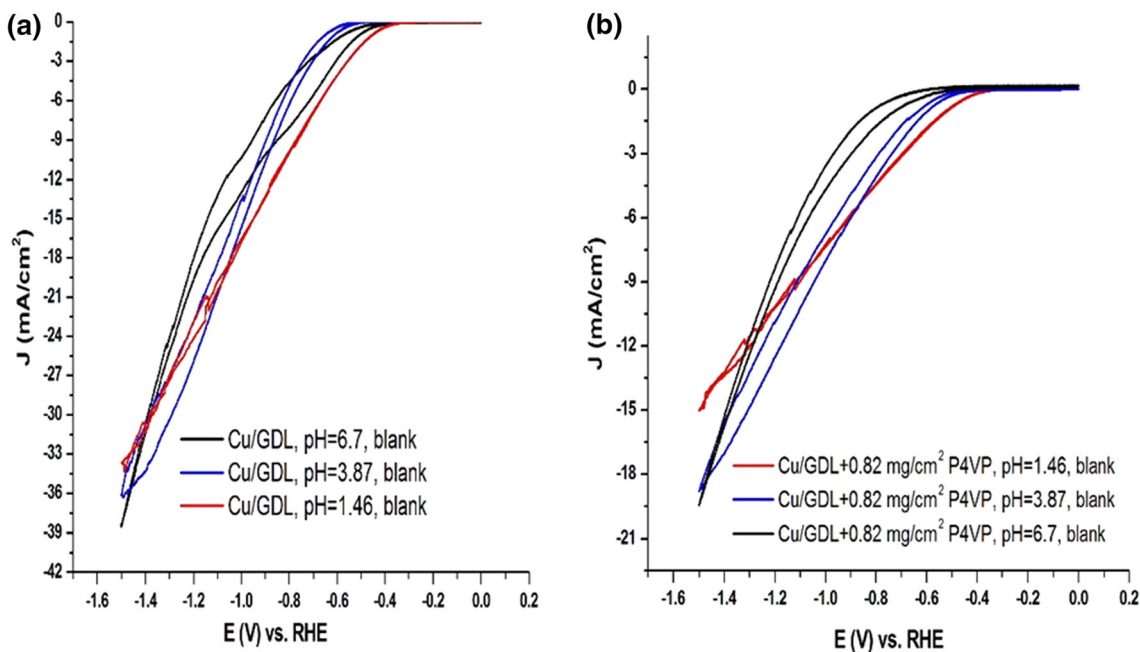 (a)
0
-3
-6
-9
-12
-15
-18
-21
-24
-27
-30
-33
-36
-39
-42
J (mA/cm²)
Cu/GDL, pH=6.7, blank
Cu/GDL, pH=3.87, blank
Cu/GDL, pH=1.46, blank
-1.6 -1.4 -1.2 -1.0 -0.8 -0.6 -0.4 -0.2 0.0 0.2
E (V) vs. RHE
(b)
0
-3
-6
-9
-12
-15
-18
-21
J (mA/cm²)
Cu/GDL+0.82 mg/cm² P4VP, pH=1.46, blank
Cu/GDL+0.82 mg/cm² P4VP, pH=3.87, blank
Cu/GDL+0.82 mg/cm² P4VP, pH=6.7, blank
-1.6 -1.4 -1.2 -1.0 -0.8 -0.6 -0.4 -0.2 0.0 0.2
E (V) vs. RHE